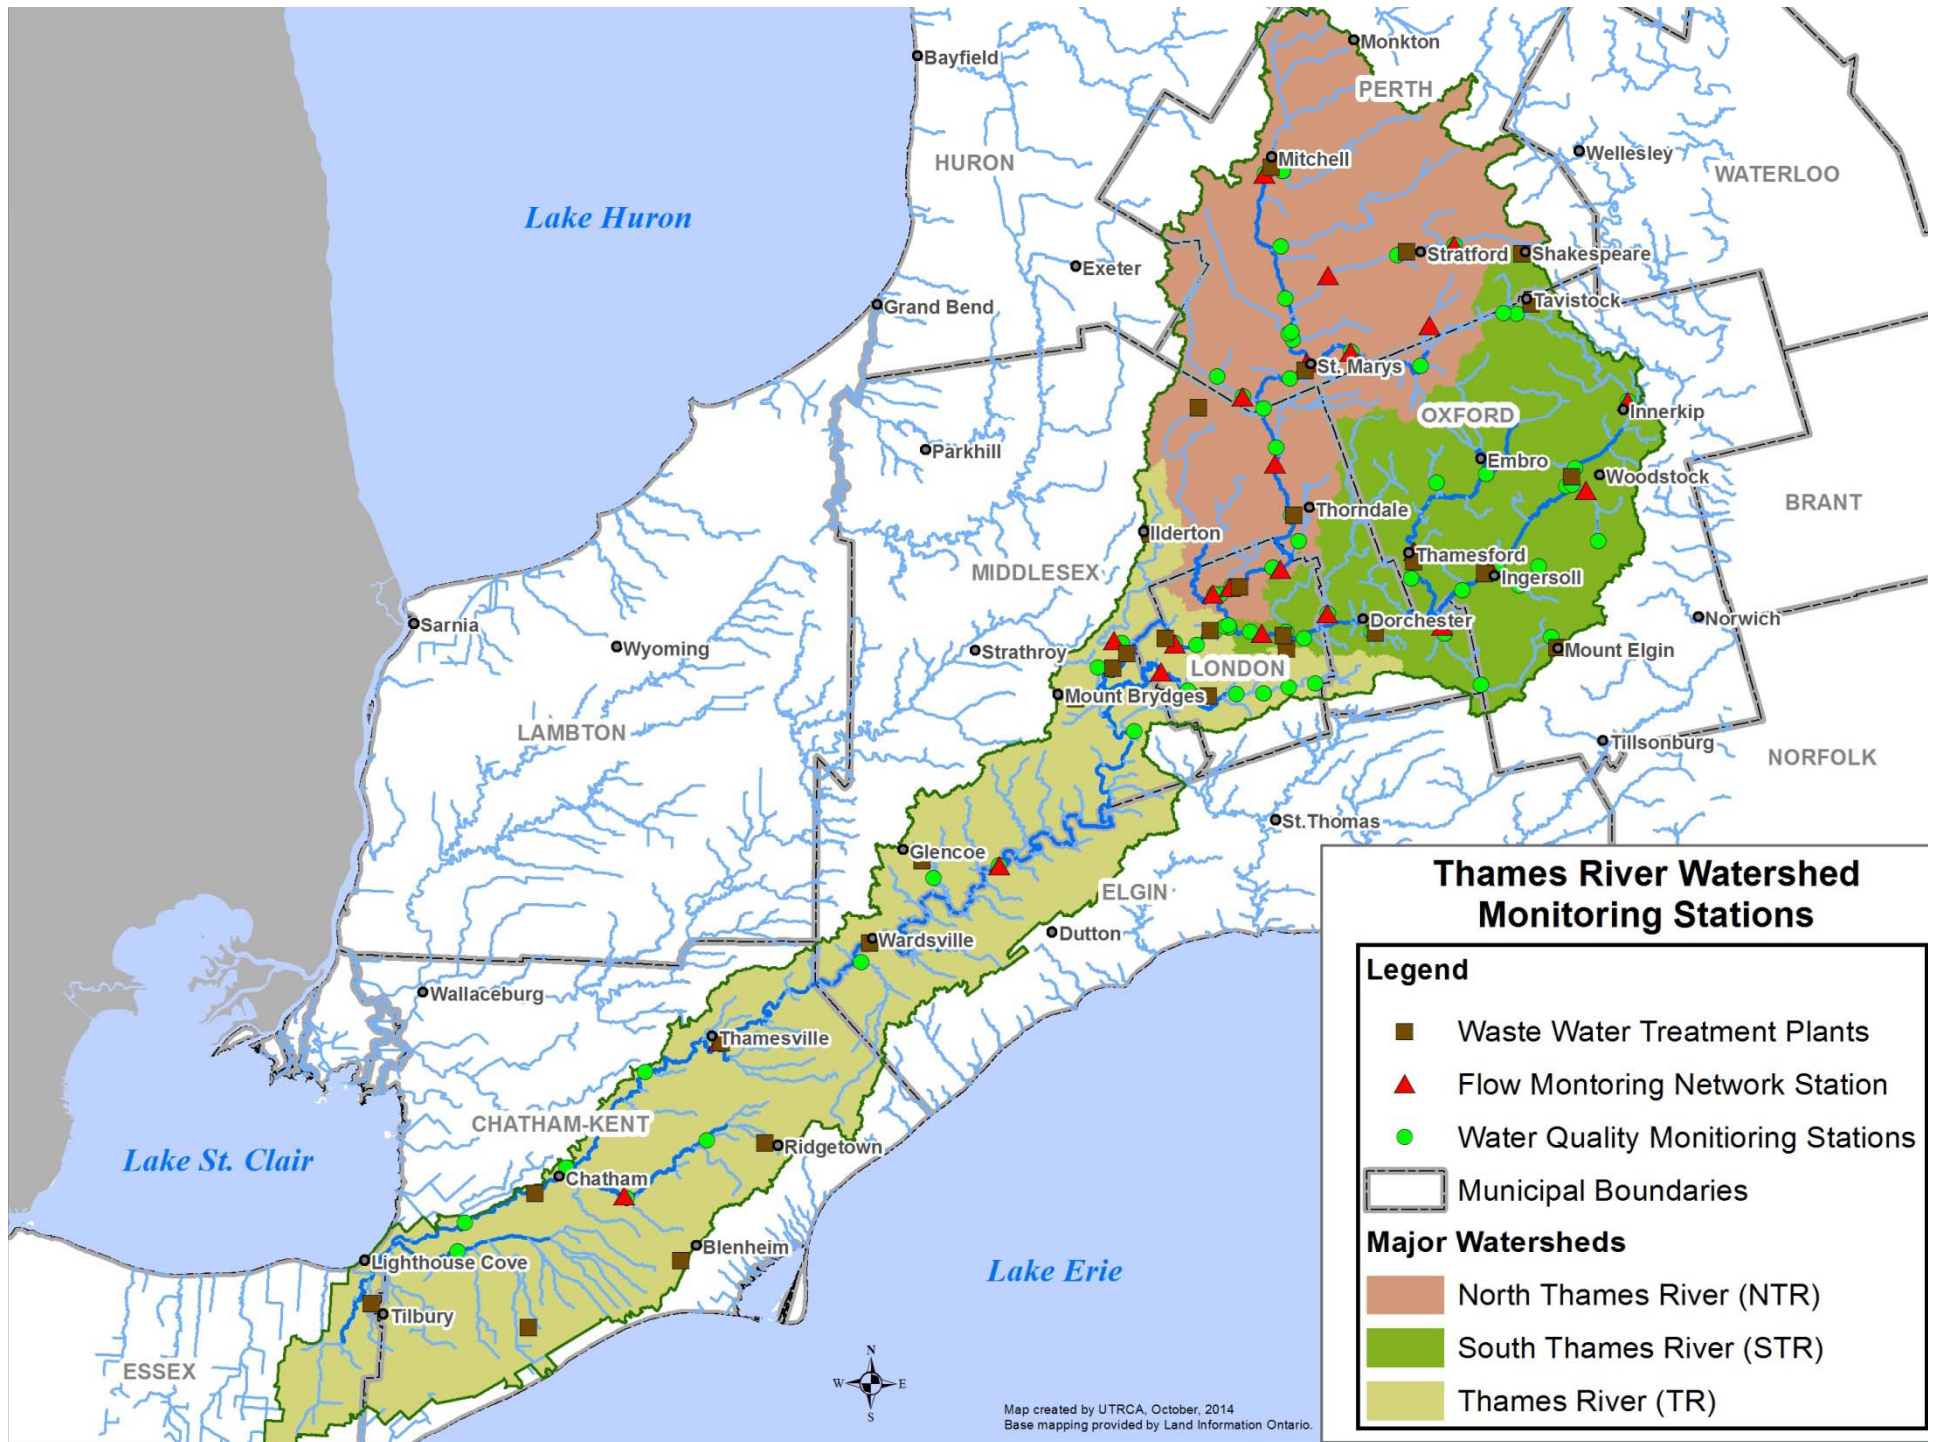 Monkton
Bayfield
PERTH
Mitchell
Wellesley
HURON
WATERLOO
Lake Huron
Stratford
Shakespeare
Exeter
Tavistock
Grand Bend
St. Marys
Innerkip
OXFORD
Parkhill
Embro
Woodstock
BRANT
Thorndale
Ilderton
Thamesford
MIDDLESEX
Ingersoll
Norwich
Sarnia
Dorchester
Wyoming
Strathroy
Mount Elgin
LONDON
Mount Brydges
LAMBTON
Tillsonburg
NORFOLK
St.Thomas
Glencoe
ELGIN
Dutton
Wardsville
Wallaceburg
Thamesville
CHATHAM-KENT
Ridgetown
Lake St. Clair
Chatham
Blenheim
Lighthouse Cove
Lake Erie
Tilbury
ESSEX
N
W
E
S
Map created by UTRCA, October, 2014
Base mapping provided by Land Information Ontario.
Thames River Watershed
Monitoring Stations
Legend
Waste Water Treatment Plants
Flow Montoring Network Station
Water Quality Monitioring Stations
Municipal Boundaries
Major Watersheds
North Thames River (NTR)
South Thames River (STR)
Thames River (TR)